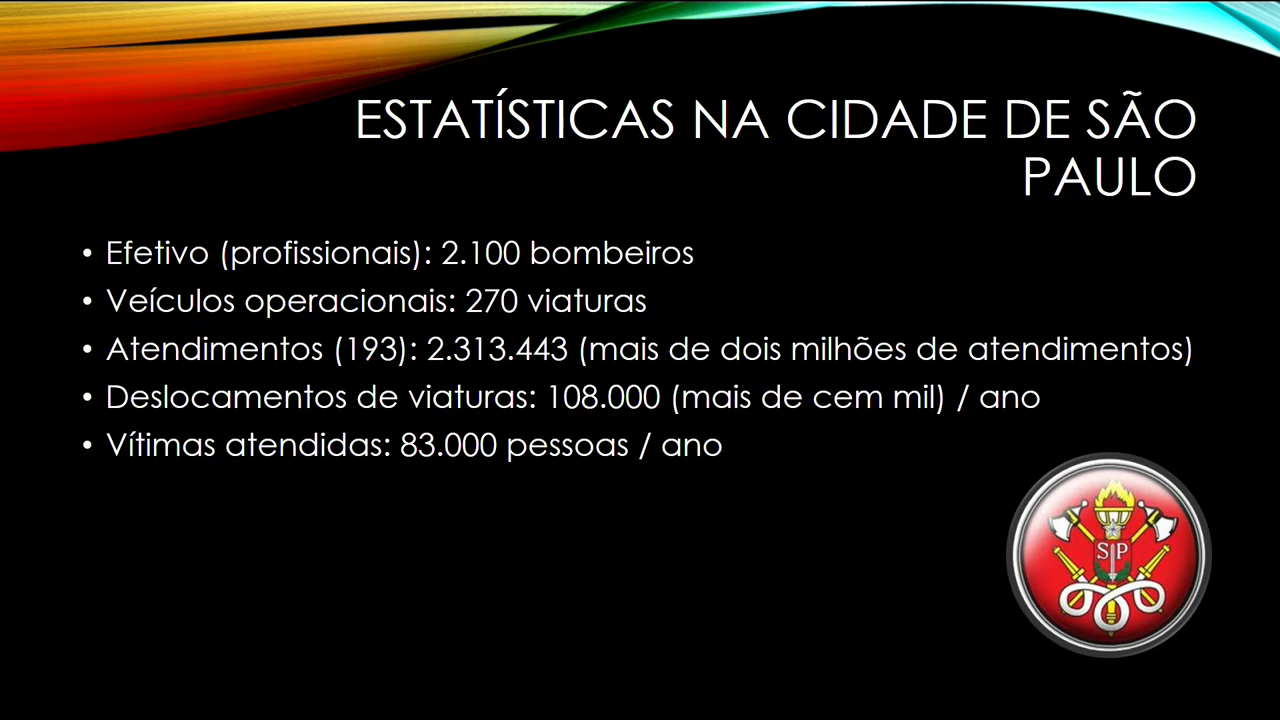 ESTATÍSTICAS NA CIDADE DE SÃO
PAULO
• Efetivo (profissionais): 2.100 bombeiros
• Veículos operacionais: 270 viaturas
• Atendimentos (193): 2.313.443 (mais de dois milhões de atendimentos)
• Deslocamentos de viaturas: 108.000 (mais de cem mil) / ano
• Vítimas atendidas: 83.000 pessoas / ano
SP